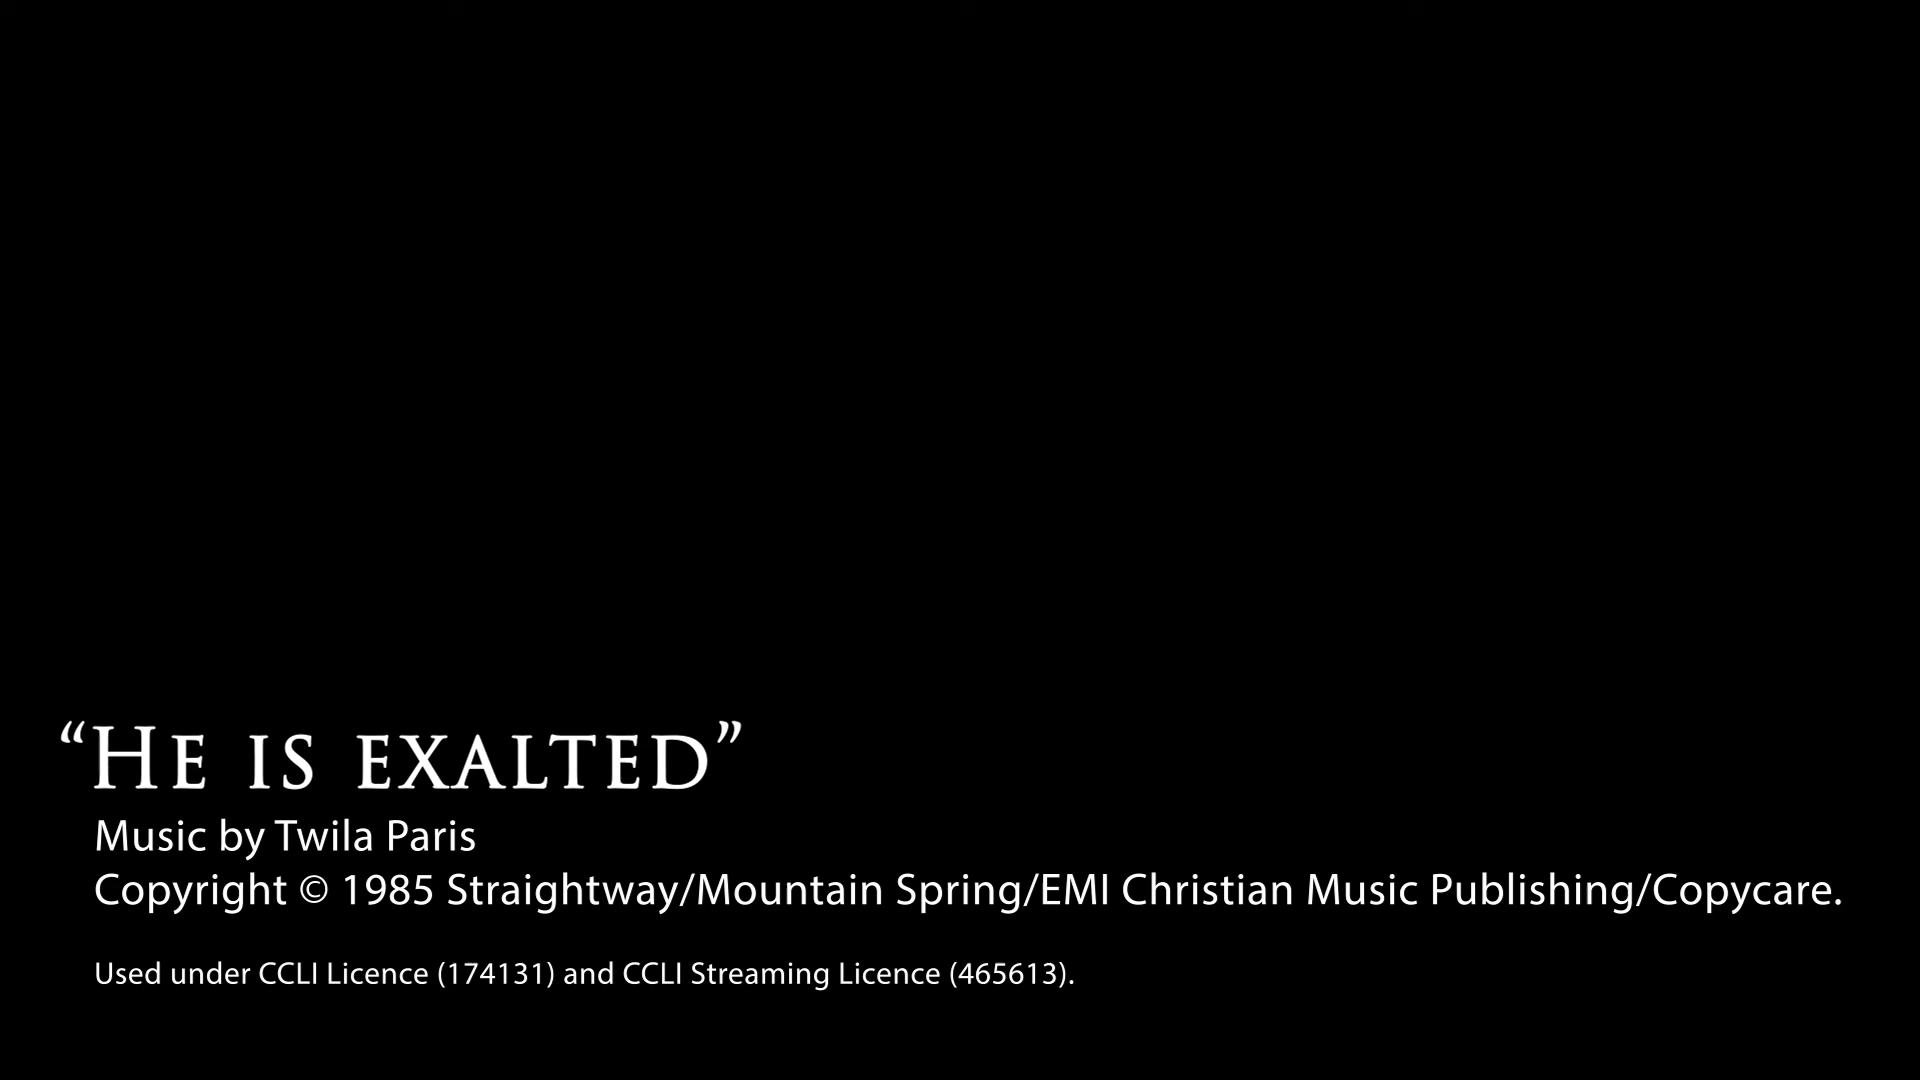 “He is exalted”
Music by Twila Paris
Copyright © 1985 Straightway/Mountain Spring/EMI Christian Music Publishing/Copycare.
Used under CCLI Licence (174131) and CCLI Streaming Licence (465613).